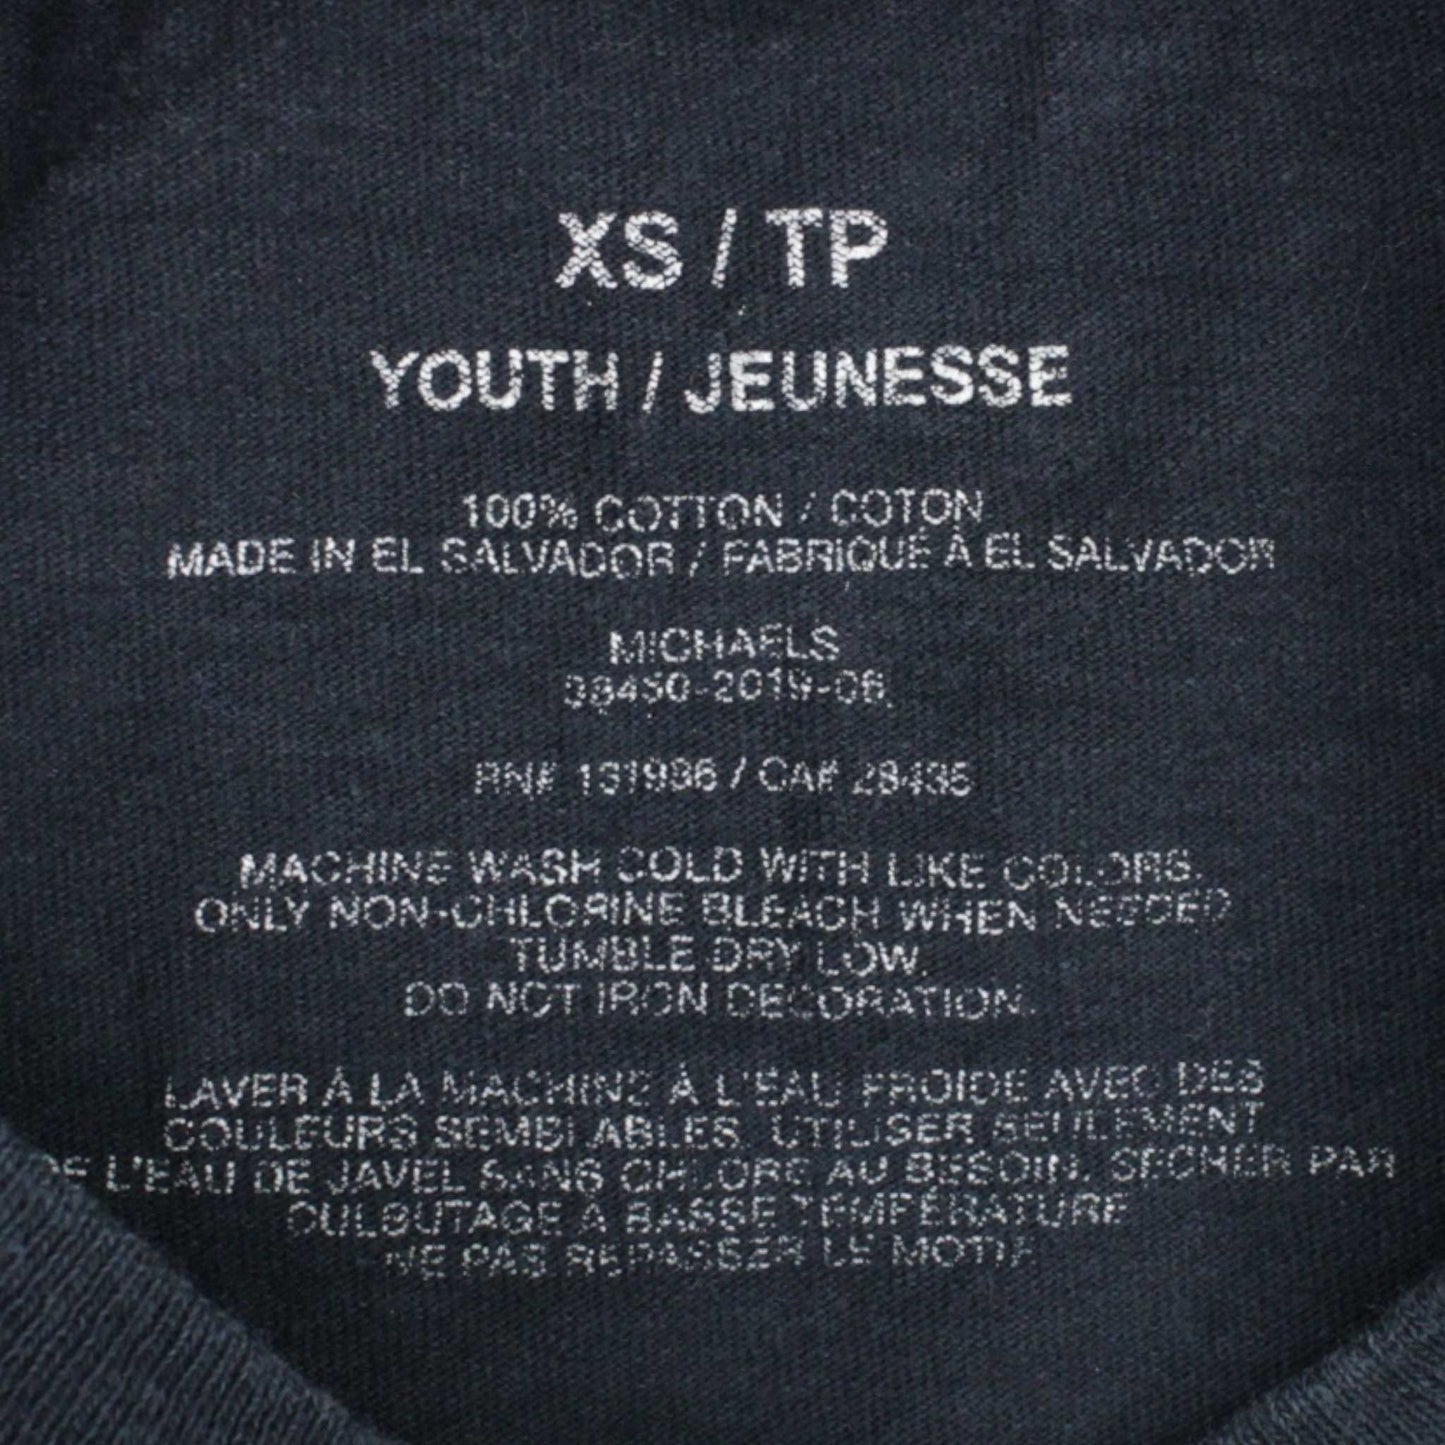 XS / TP
YOUTH / JEUNESSE
100% COTTON / COTON
MADE IN EL SALVADOR / FABRIQUÉ À EL SALVADOR
MICHAELS
RN# / CA#
MACHINE WASH COLD WITH LIKE COLORS.
ONLY NON-CHLORINE BLEACH WHEN NEEDED
TUMBLE DRY LOW.
DO NOT IRON DECORATION.
LAVER À LA MACHINE À L'EAU FROIDE AVEC DES
COULEURS SEMBLABLES. UTILISER SEULEMENT
DE L'EAU DE JAVEL SANS CHLORE AU BESOIN. SÉCHER PAR
CULBUTAGE À BASSE TEMPÉRATURE
NE PAS REPASSER LE MOTIF